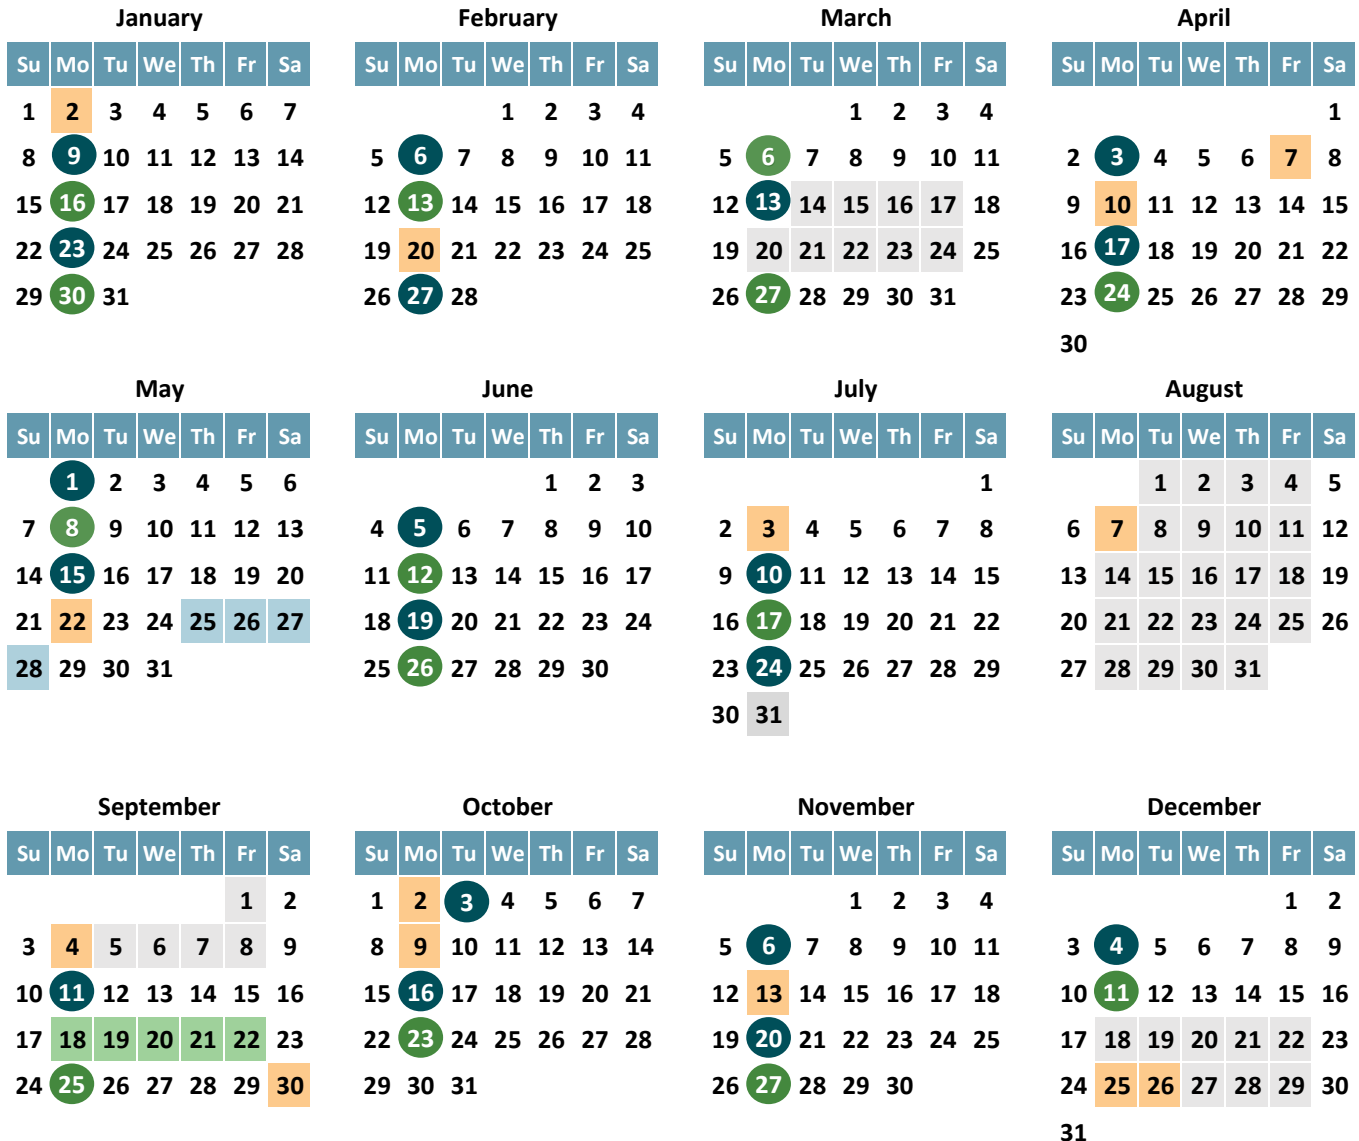 January February March April
Su Mo Tu We Th Fr Sa Su Mo Tu We Th Fr Sa Su Mo Tu We Th Fr Sa Su Mo Tu We Th Fr Sa
1 2 3 4 5 6 7 1 2 3 4 1 2 3 4 1
8 9 10 11 12 13 14 5 6 7 8 9 10 11 5 6 7 8 9 10 11 2 3 4 5 6 7 8
15 16 17 18 19 20 21 12 13 14 15 16 17 18 12 13 14 15 16 17 18 9 10 11 12 13 14 15
22 23 24 25 26 27 28 19 20 21 22 23 24 25 19 20 21 22 23 24 25 16 17 18 19 20 21 22
29 30 31 26 27 28 26 27 28 29 30 31 23 24 25 26 27 28 29
30
May June July August
Su Mo Tu We Th Fr Sa Su Mo Tu We Th Fr Sa Su Mo Tu We Th Fr Sa Su Mo Tu We Th Fr Sa
1 2 3 4 5 6 1 2 3 1 1 2 3 4 5
7 8 9 10 11 12 13 4 5 6 7 8 9 10 2 3 4 5 6 7 8 6 7 8 9 10 11 12
14 15 16 17 18 19 20 11 12 13 14 15 16 17 9 10 11 12 13 14 15 13 14 15 16 17 18 19
21 22 23 24 25 26 27 18 19 20 21 22 23 24 16 17 18 19 20 21 22 20 21 22 23 24 25 26
28 29 30 31 25 26 27 28 29 30 23 24 25 26 27 28 29 27 28 29 30 31
30 31
September October November December
Su Mo Tu We Th Fr Sa Su Mo Tu We Th Fr Sa Su Mo Tu We Th Fr Sa Su Mo Tu We Th Fr Sa
1 2 1 2 3 4 5 6 7 1 2 3 4 1 2
3 4 5 6 7 8 9 8 9 10 11 12 13 14 5 6 7 8 9 10 11 3 4 5 6 7 8 9
10 11 12 13 14 15 16 15 16 17 18 19 20 21 12 13 14 15 16 17 18 10 11 12 13 14 15 16
17 18 19 20 21 22 23 22 23 24 25 26 27 28 19 20 21 22 23 24 25 17 18 19 20 21 22 23
24 25 26 27 28 29 30 29 30 31 26 27 28 29 30 24 25 26 27 28 29 30
31